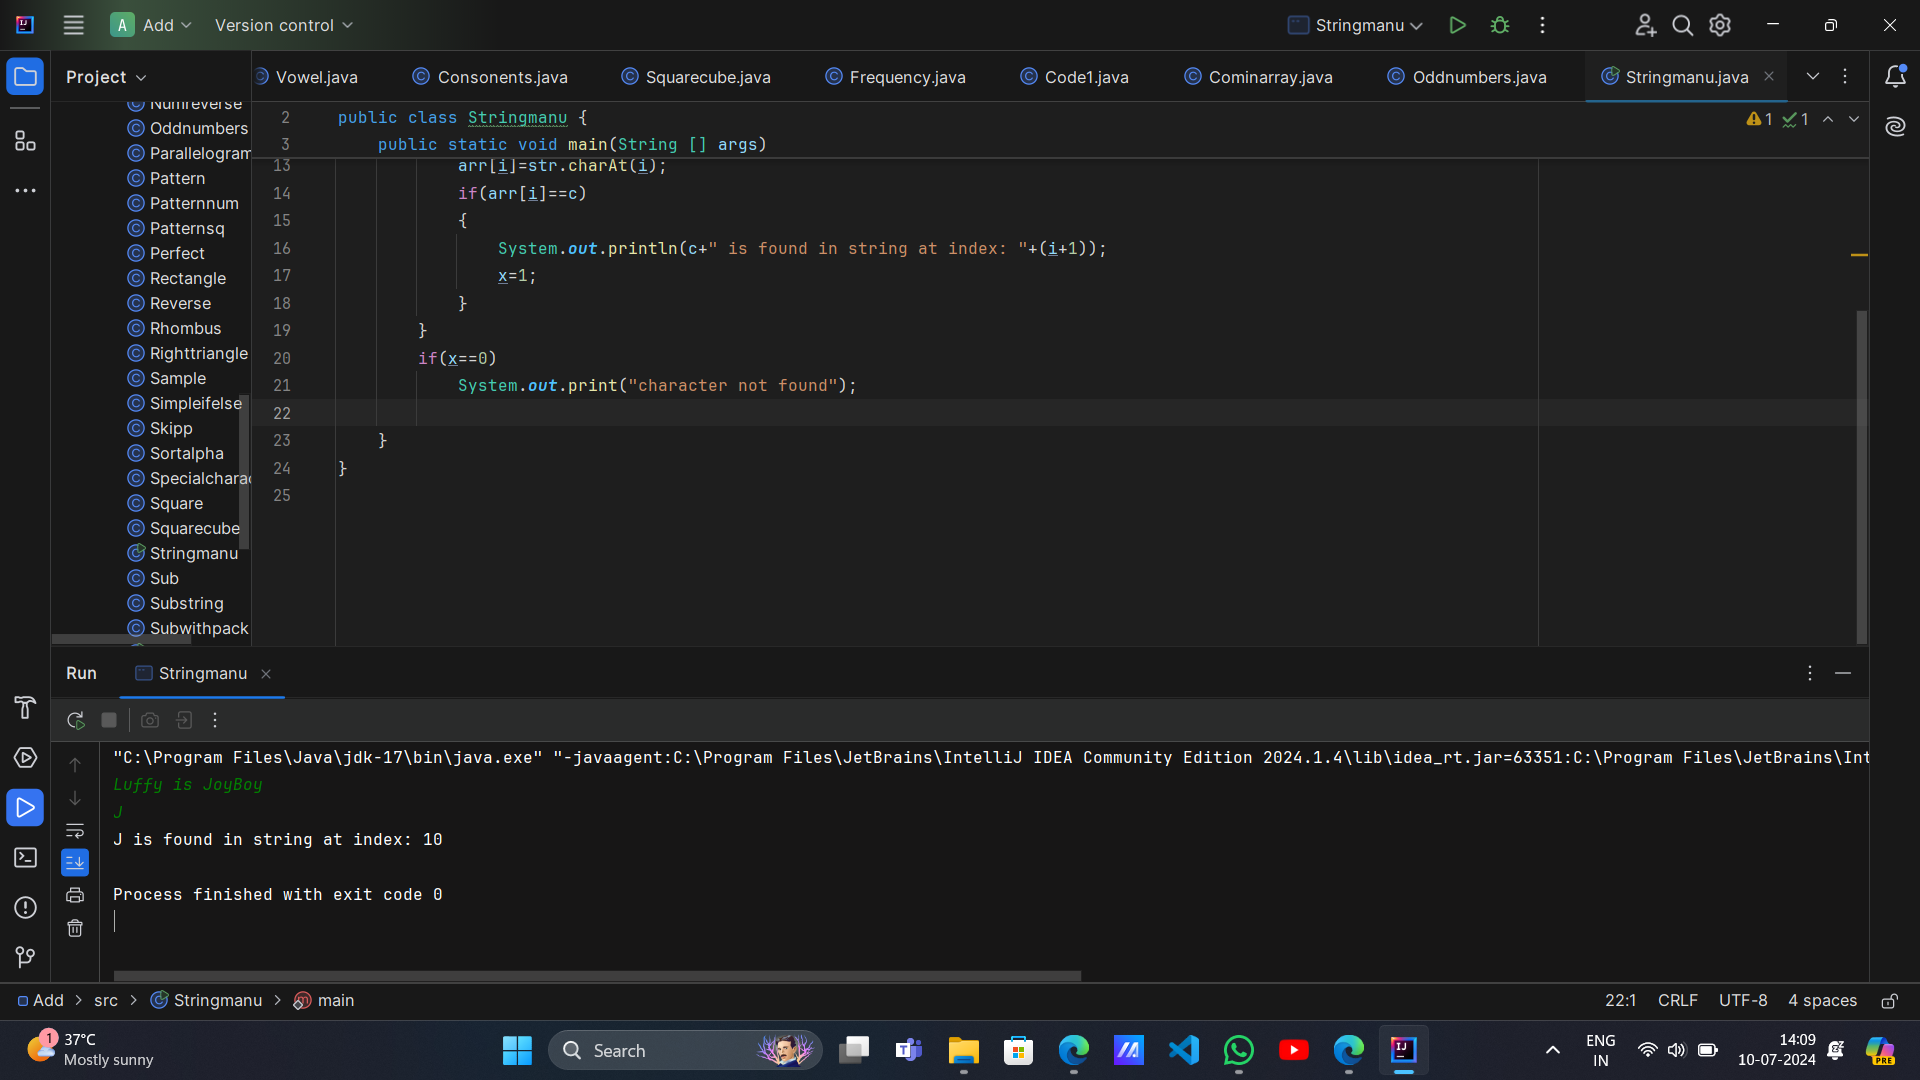 A Add Version control Stringmanu
Project Vowel.java Consonents.java Squarecube.java Frequency.java Code1.java Cominarray.java Oddnumbers.java Stringmanu.java
Numreverse
Oddnumbers
Parallelogram
Pattern
Patternnum
Patternsq
Perfect
Rectangle
Reverse
Rhombus
Righttriangle
Sample
Simpleifelse
Skipp
Sortalpha
Specialcharac
Square
Squarecube
Stringmanu
Sub
Substring
Subwithpack
2 public class Stringmanu {
3 public static void main(String [] args)
13 arr[i]=str.charAt(i);
14 if(arr[i]==c)
15 {
16 System.out.println(c+" is found in string at index: "+(i+1));
17 x=1;
18 }
19 }
20 if(x==0)
21 System.out.print("character not found");
22
23 }
24 }
25
1 1
Run Stringmanu
"C:\Program Files\Java\jdk-17\bin\java.exe" "-javaagent:C:\Program Files\JetBrains\IntelliJ IDEA Community Edition 2024.1.4\lib\idea_rt.jar=63351:C:\Program Files\JetBrains\Int
Luffy is JoyBoy
J
J is found in string at index: 10
Process finished with exit code 0
Add > src > Stringmanu > main 22:1 CRLF UTF-8 4 spaces
1 37°C
Mostly sunny
Search
ENG
IN
14:09
10-07-2024
PRE